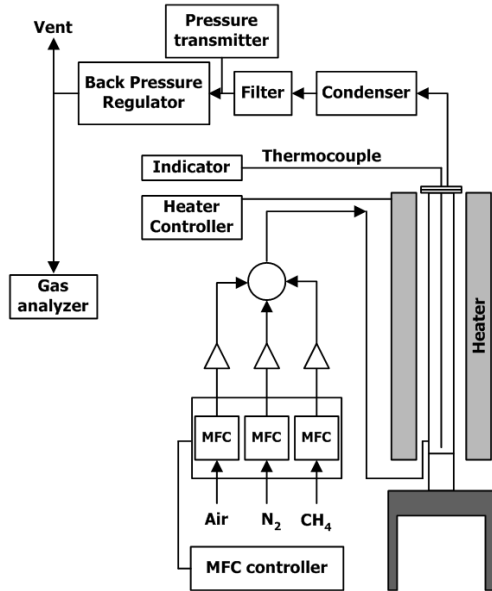 Vent
Pressure
transmitter
Back Pressure
Regulator
Filter
Condenser
Indicator
Thermocouple
Heater
Controller
Gas
analyzer
Heater
MFC
MFC
MFC
Air
N₂
CH₄
MFC controller